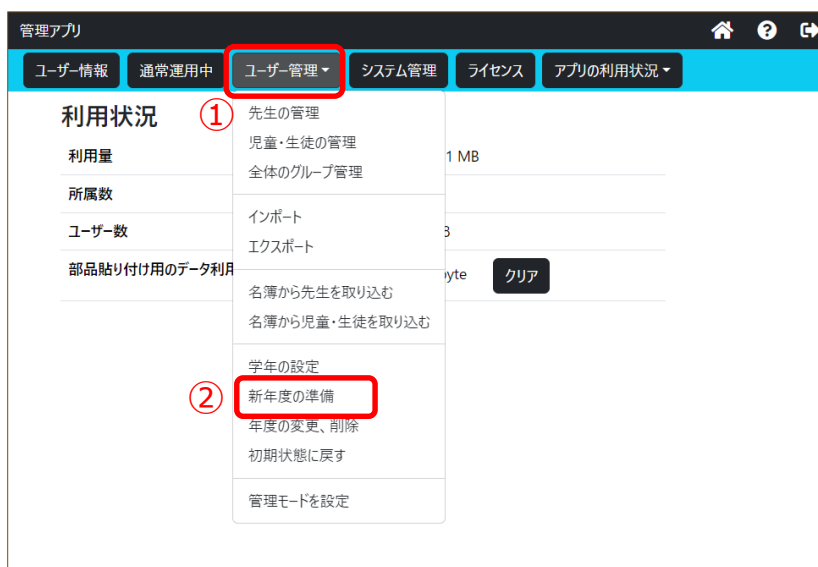 管理アプリ
ユーザー情報 通常運用中 ユーザー管理 システム管理 ライセンス アプリの利用状況
利用状況
①
先生の管理
児童・生徒の管理
全体のグループ管理
利用量 1 MB
所属数
インポート
ユーザー数
エクスポート
部品貼り付け用のデータ利用 byte クリア
名簿から先生を取り込む
名簿から児童・生徒を取り込む
学年の設定
②
新年度の準備
年度の変更、削除
初期状態に戻す
管理モードを設定